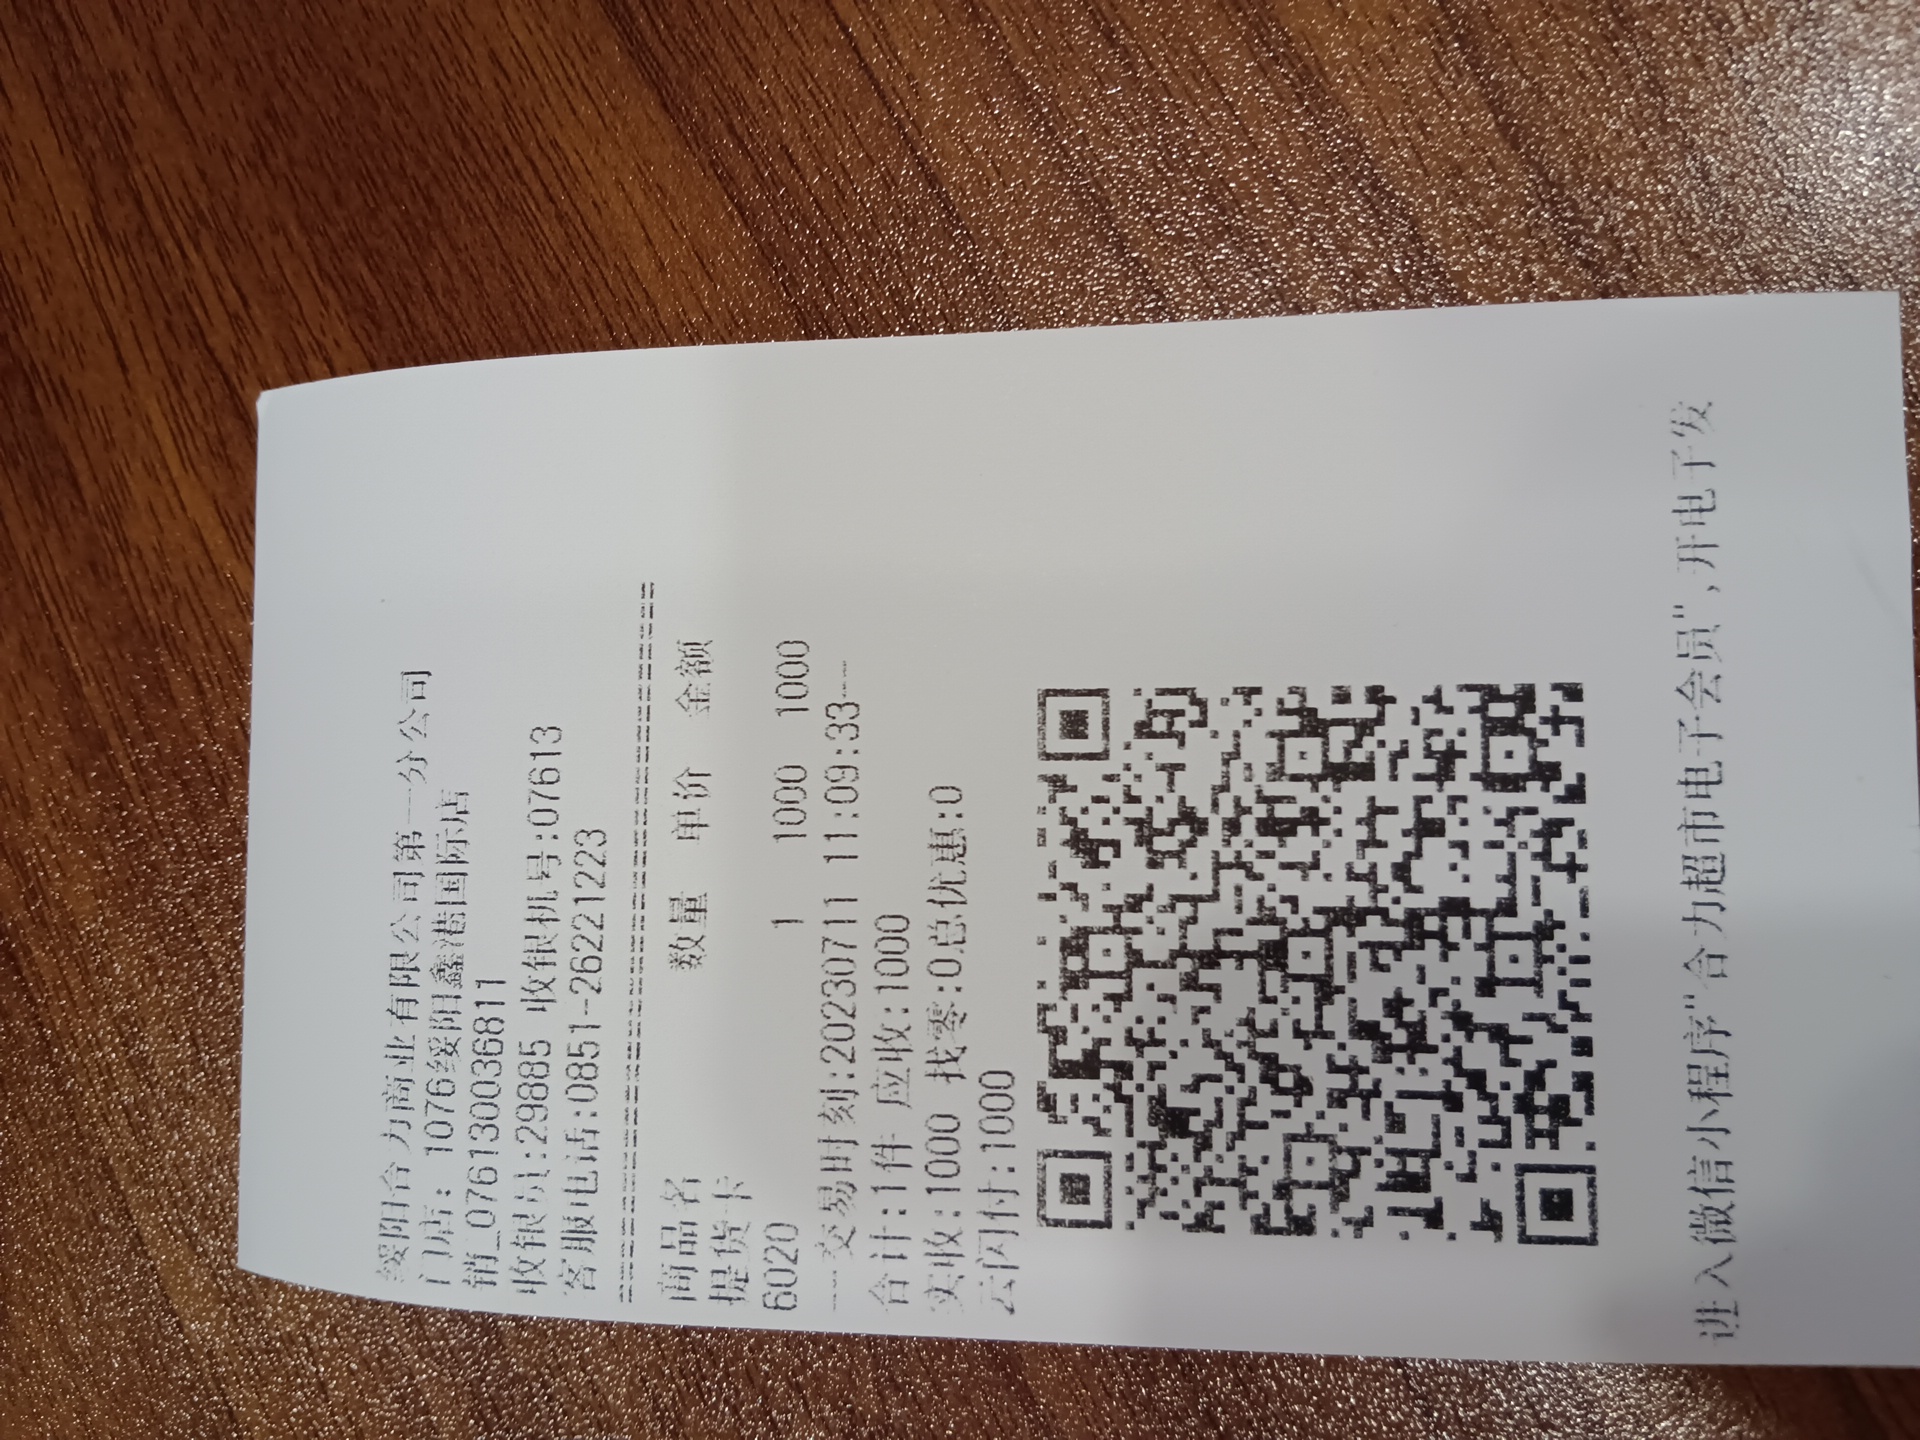 绥阳合力商业有限公司第一分公司
门店: 1076绥阳鑫港国际店
销_076130036811
收银员:29885 收银机号:07613
客服电话:0851-26221223
商品名 数量 单价 金额
提货卡
6020 1 1000 1000
---交易时刻:20230711 11:09:33---
合计:1件 应收:1000
实收:1000 找零:0总优惠:0
云闪付:1000
进入微信小程序"合力超市电子会员",开电子发